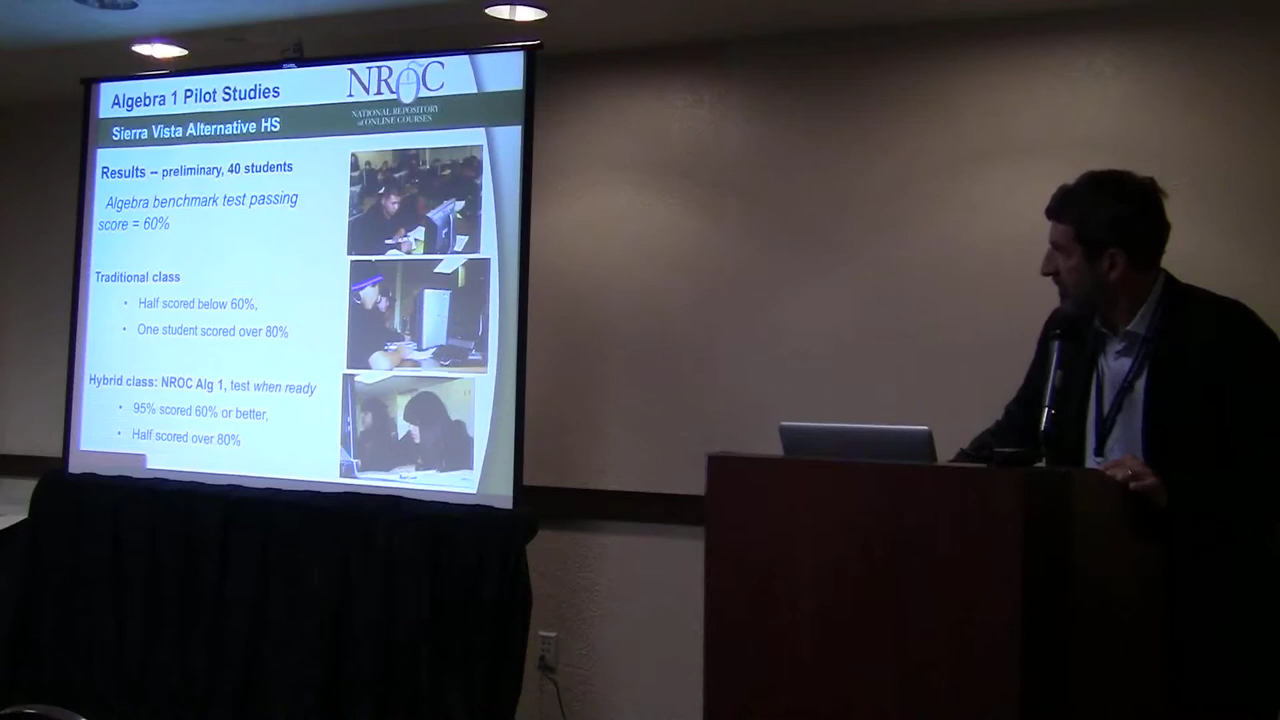 Algebra 1 Pilot Studies
NROC
NATIONAL REPOSITORY
of ONLINE COURSES
Sierra Vista Alternative HS
Results – preliminary, 40 students
Algebra benchmark test passing
score = 60%
Traditional class
• Half scored below 60%,
• One student scored over 80%
Hybrid class: NROC Alg 1, test when ready
• 95% scored 60% or better,
• Half scored over 80%